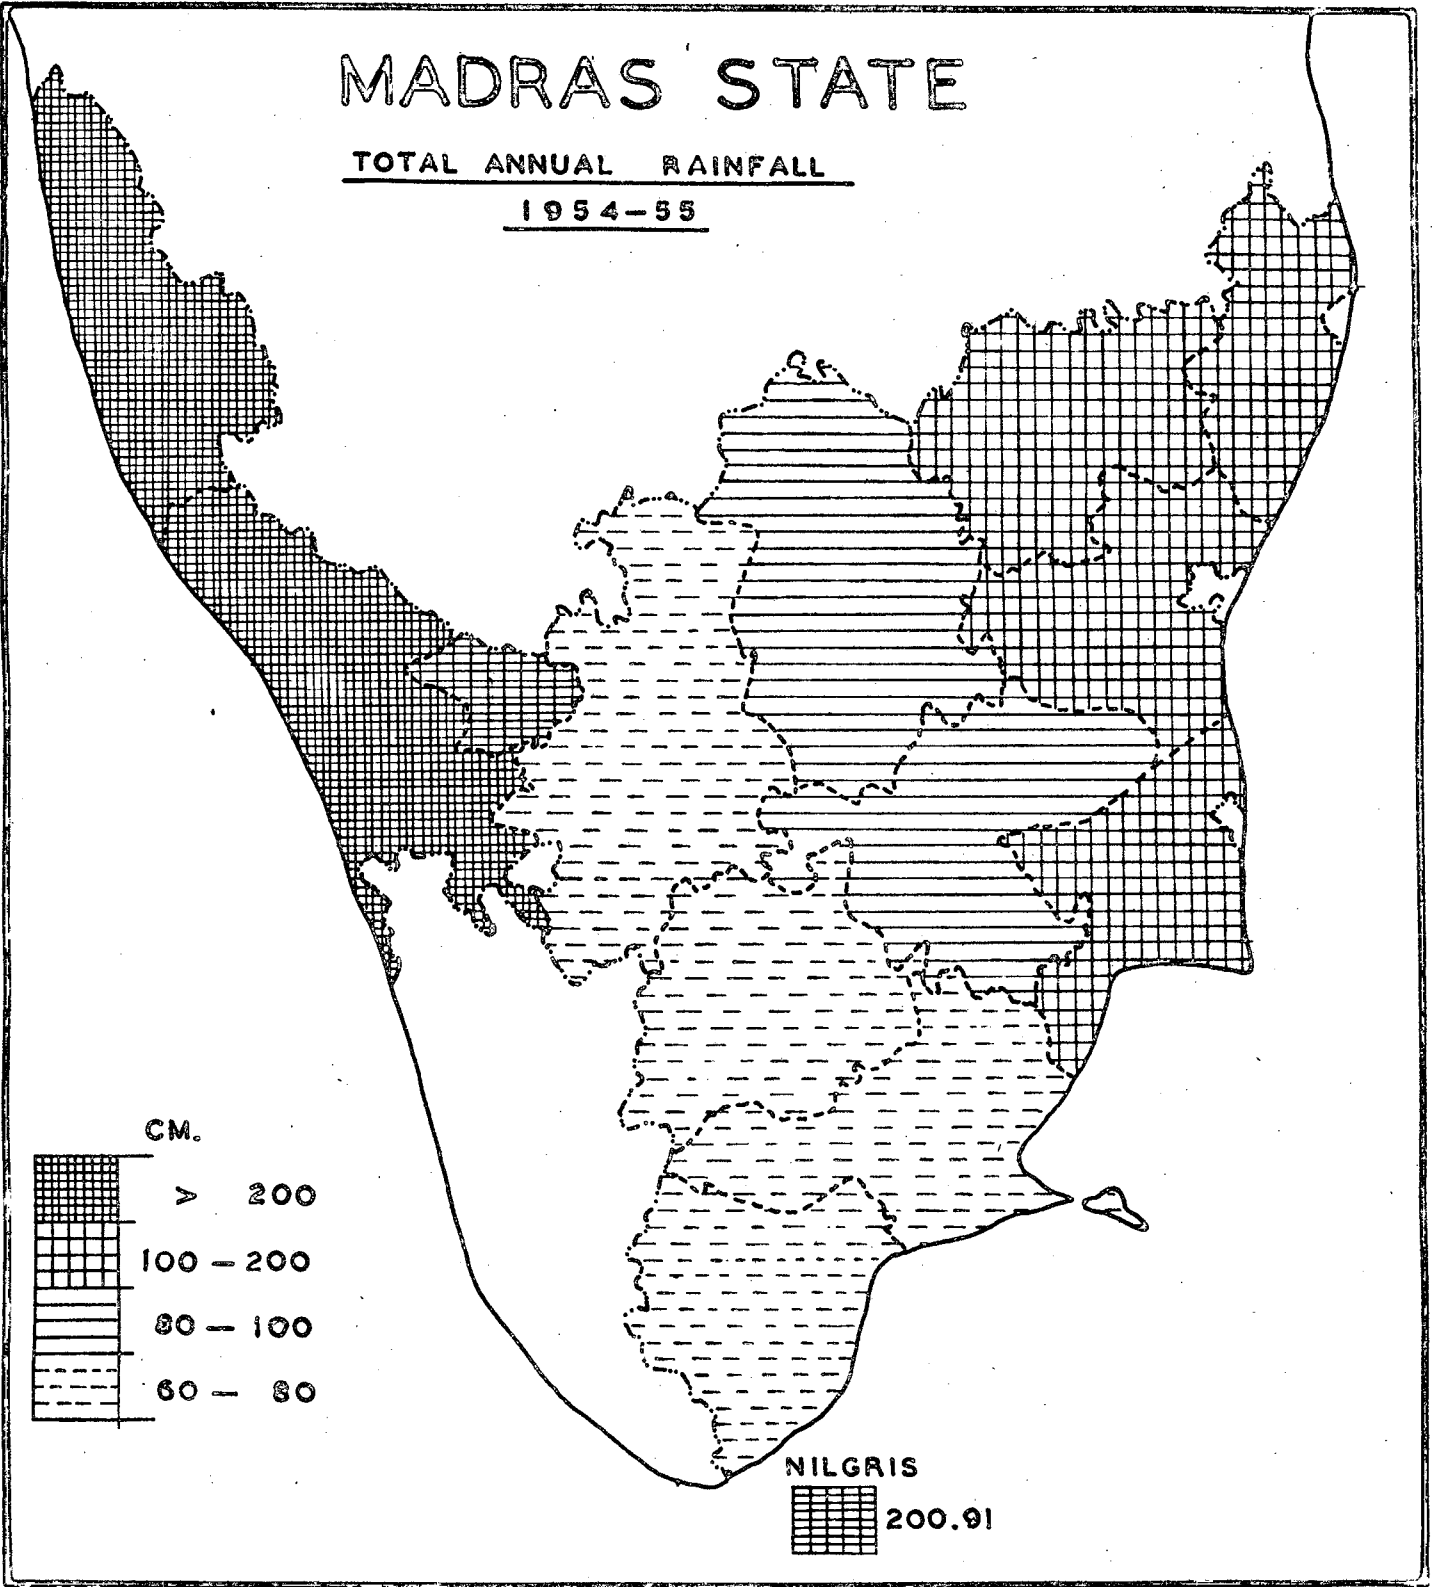 MADRAS STATE
TOTAL ANNUAL RAINFALL
1954-55
CM.
> 200
100 - 200
80 - 100
60 - 80
NILGRIS
200.91